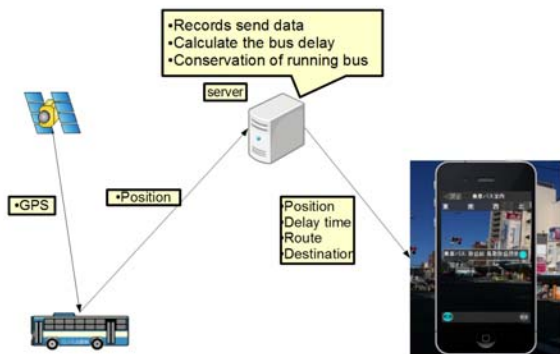 •Records send data
•Calculate the bus delay
•Conservation of running bus
server
•GPS
•Position
•Position
•Delay time
•Route
•Destination